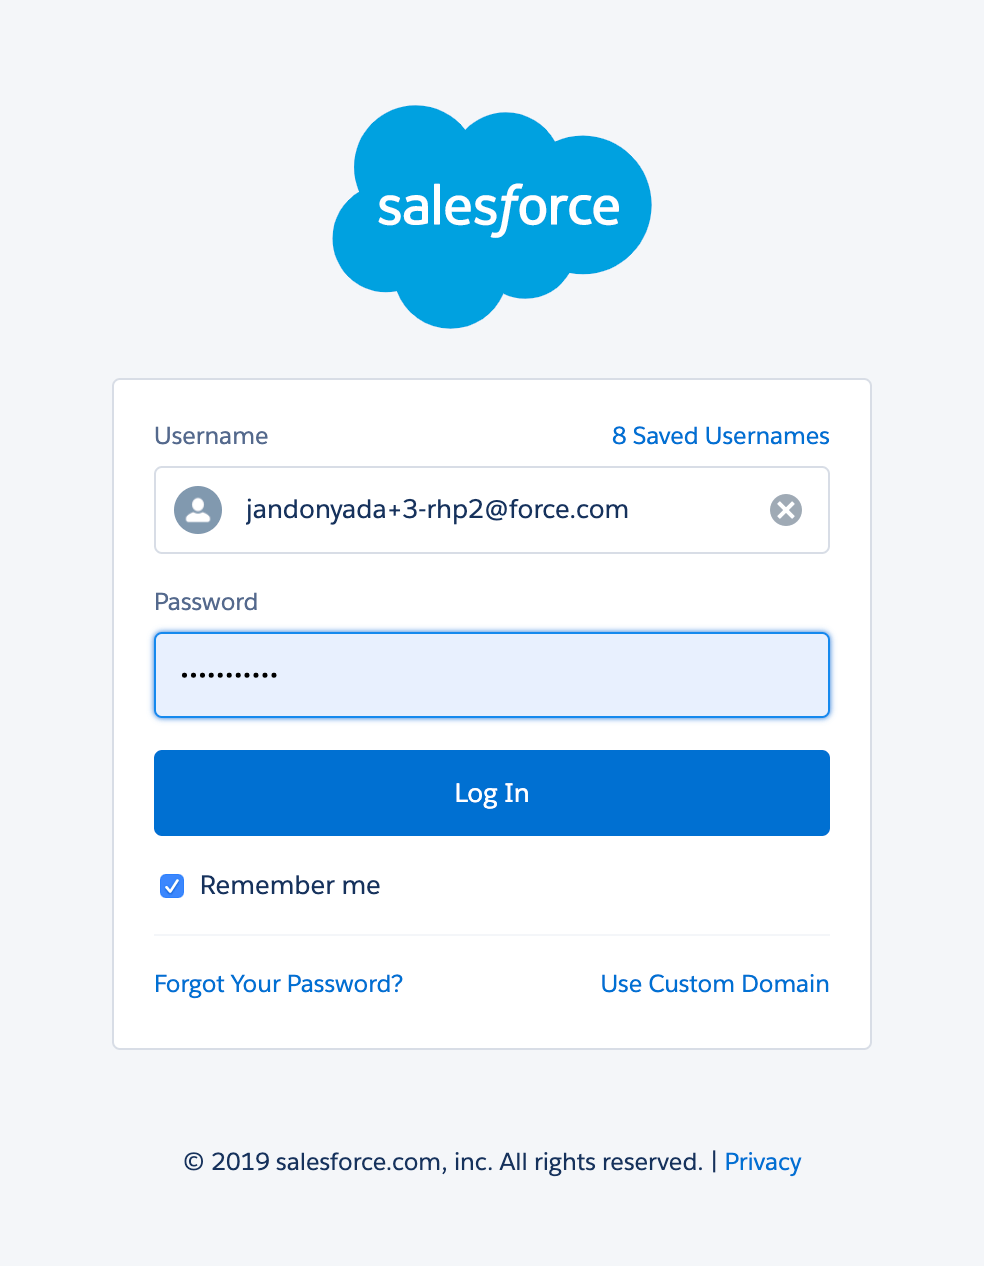 salesforce
Username
8 Saved Usernames
jandonyada+3-rhp2@force.com
Password
•••••••••••
Log In
Remember me
Forgot Your Password?
Use Custom Domain
© 2019 salesforce.com, inc. All rights reserved. | Privacy